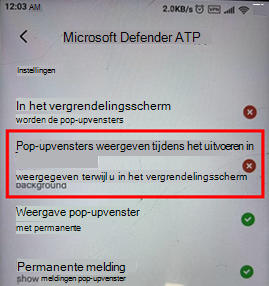 12:03 AM
2.0KB/s
VPN
Microsoft Defender ATP
Instellingen
In het vergrendelingsscherm
worden de pop-upvensters
Pop-upvensters weergeven tijdens het uitvoeren in
weergegeven terwijl u in het vergrendelingsscherm
background
Weergave pop-upvenster
met permanente
Permanente melding
show meldingen pop-upvenster